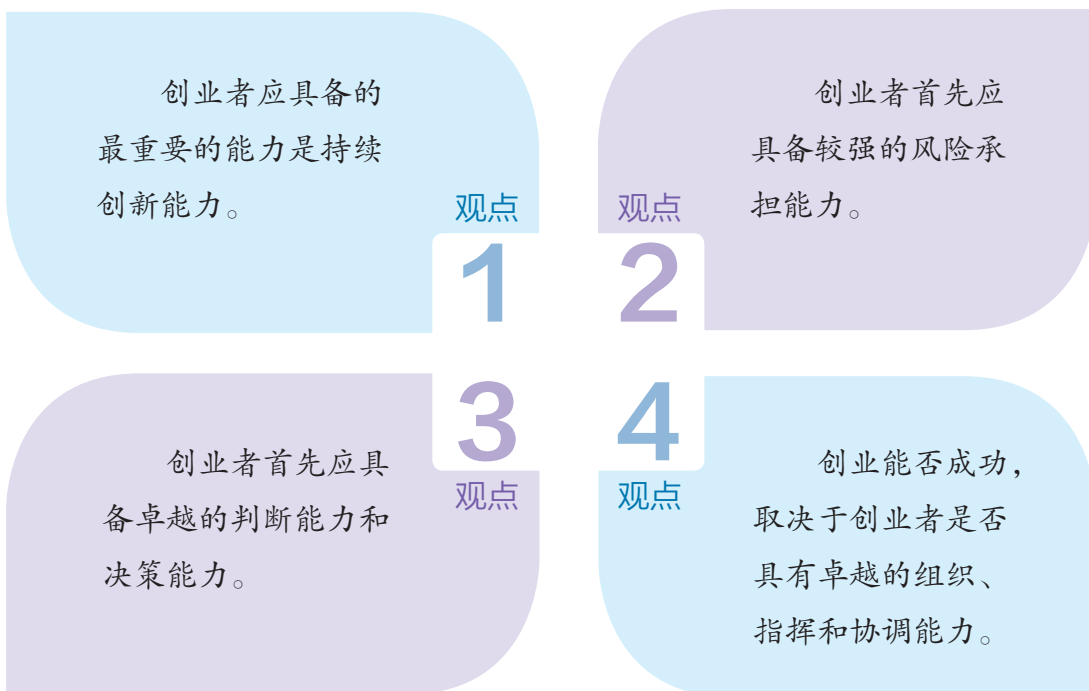 创业者应具备的
最重要的能力是持续
创新能力。
观点
1
创业者首先应
具备较强的风险承
担能力。
观点
2
3
观点
创业者首先应具
备卓越的判断能力和
决策能力。
4
观点
创业能否成功，
取决于创业者是否
具有卓越的组织、
指挥和协调能力。